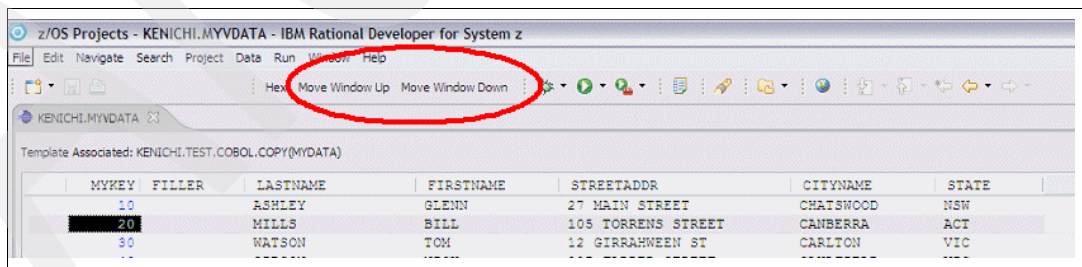 z/OS Projects - KENICHI.MYVDATA - IBM Rational Developer for System z
File Edit Navigate Search Project Data Run Window Help
Hex Move Window Up Move Window Down
KENICHI.MYVDATA
Template Associated: KENICHI.TEST.COBOL.COPY(MYDATA)
MYKEY FILLER LASTNAME FIRSTNAME STREETADDR CITYNAME STATE
10 ASHLEY GLENN 27 MAIN STREET CHATSWOOD NSW
20 MILLS BILL 105 TORRENS STREET CANBERRA ACT
30 WATSON TOM 12 GIRRAHWEEN ST CARLTON VIC